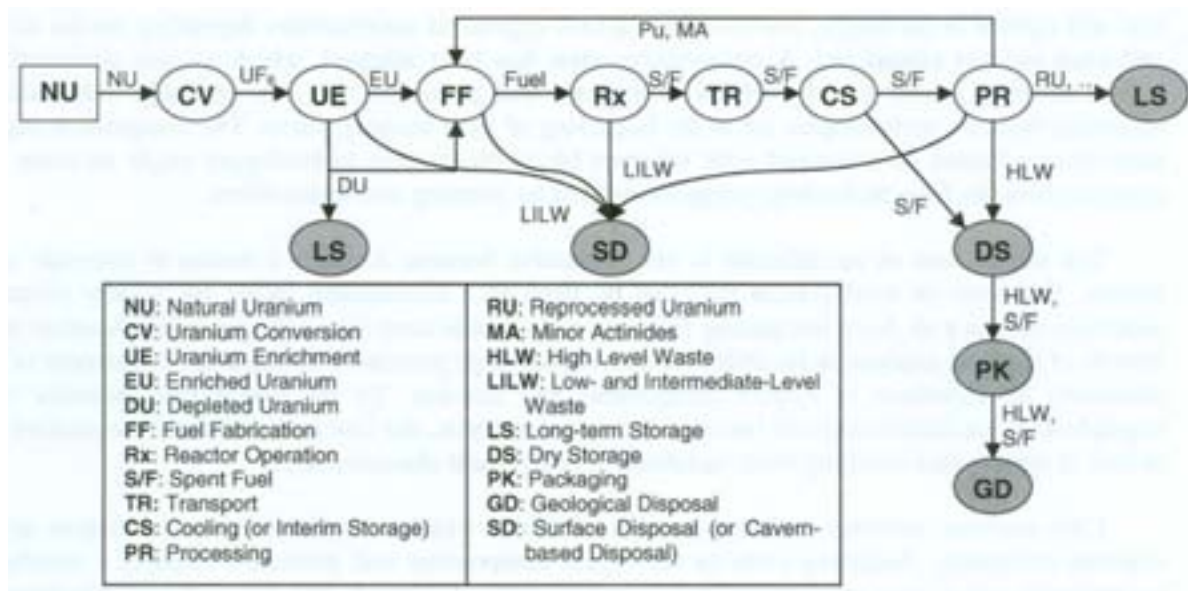 Pu, MA
NU
NU
CV
UF₆
UE
EU
FF
Fuel
Rx
S/F
TR
S/F
CS
S/F
PR
RU, ..
LS
DU
LILW
LILW
S/F
HLW
LS
SD
DS
HLW,
S/F
PK
HLW,
S/F
GD
NU: Natural Uranium
CV: Uranium Conversion
UE: Uranium Enrichment
EU: Enriched Uranium
DU: Depleted Uranium
FF: Fuel Fabrication
Rx: Reactor Operation
S/F: Spent Fuel
TR: Transport
CS: Cooling (or Interim Storage)
PR: Processing
RU: Reprocessed Uranium
MA: Minor Actinides
HLW: High Level Waste
LILW: Low- and Intermediate-Level
Waste
LS: Long-term Storage
DS: Dry Storage
PK: Packaging
GD: Geological Disposal
SD: Surface Disposal (or Cavern-
based Disposal)